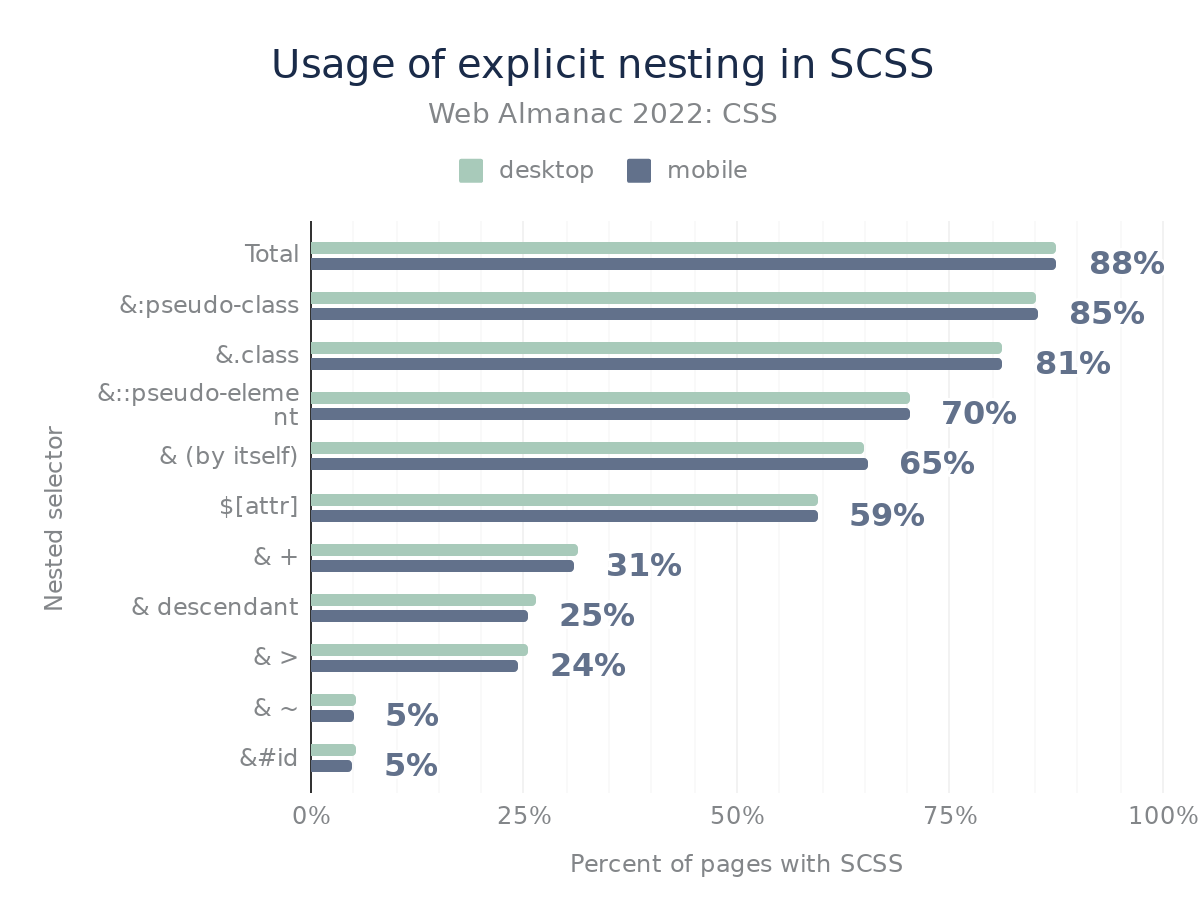 Usage of explicit nesting in SCSS
Web Almanac 2022: CSS
desktop mobile
Total 88%
&:pseudo-class 85%
&.class 81%
&::pseudo-eleme
nt 70%
& (by itself) 65%
$[attr] 59%
& + 31%
& descendant 25%
& > 24%
& ~ 5%
&#id 5%
Nested selector
0% 25% 50% 75% 100%
Percent of pages with SCSS